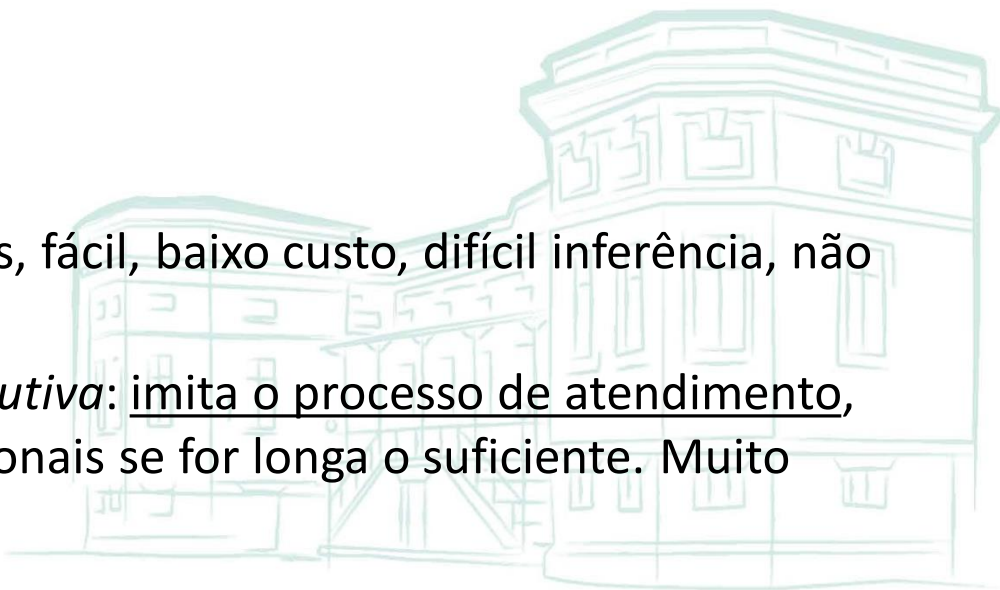 s, fácil, baixo custo, difícil inferência, não
utiva: imita o processo de atendimento,
onais se for longa o suficiente. Muito